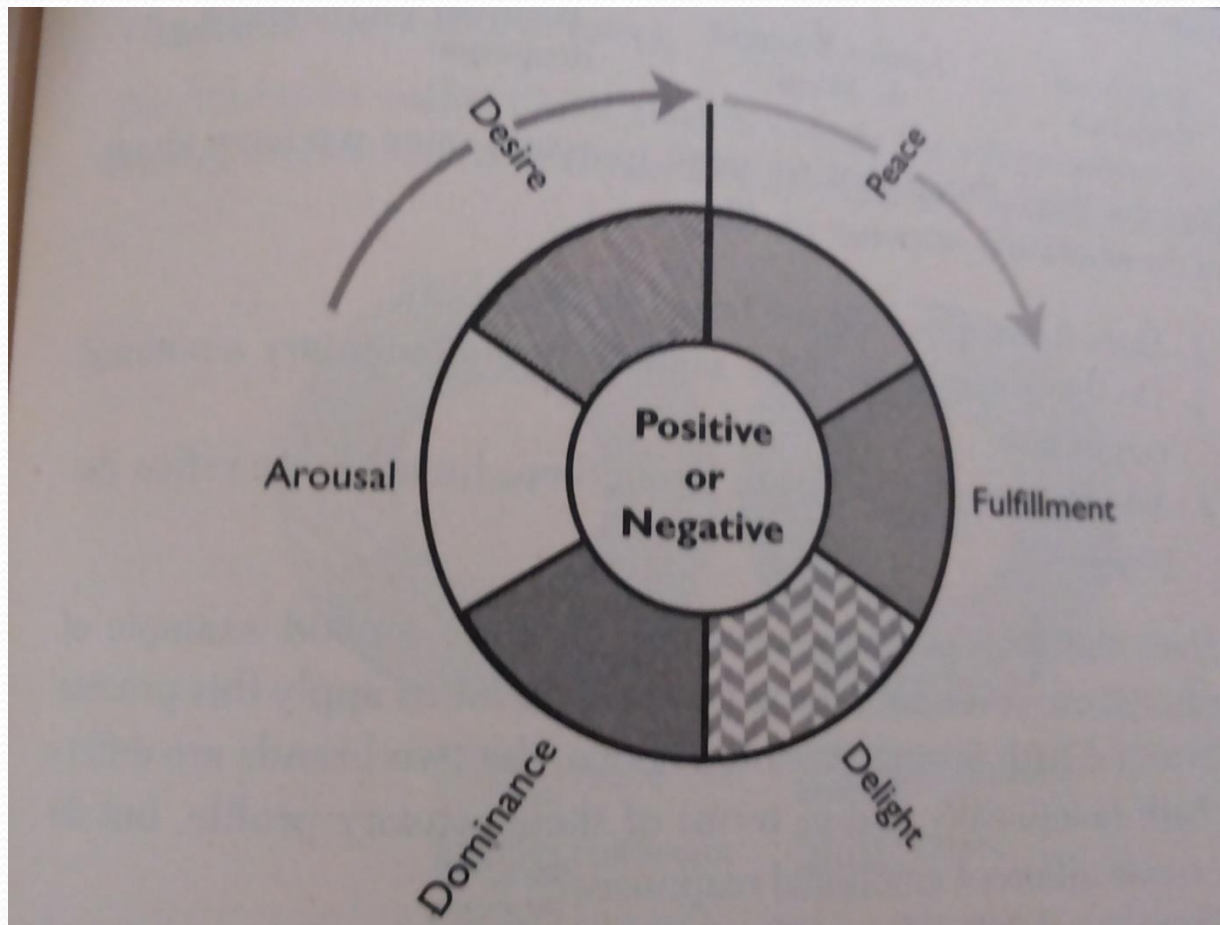 Desire
Peace
Positive
or
Negative
Arousal
Fulfillment
Dominance
Delight